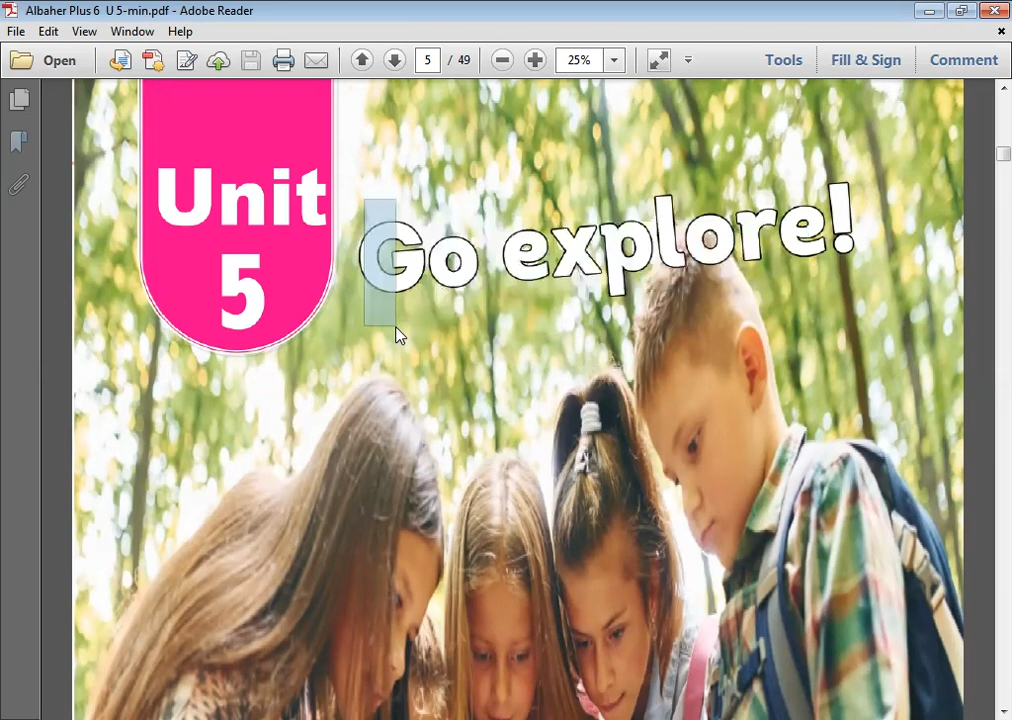 Albaher Plus 6 U 5-min.pdf - Adobe Reader
File Edit View Window Help
Open 5 / 49 25% Tools Fill & Sign Comment
Unit
5
Go explore!